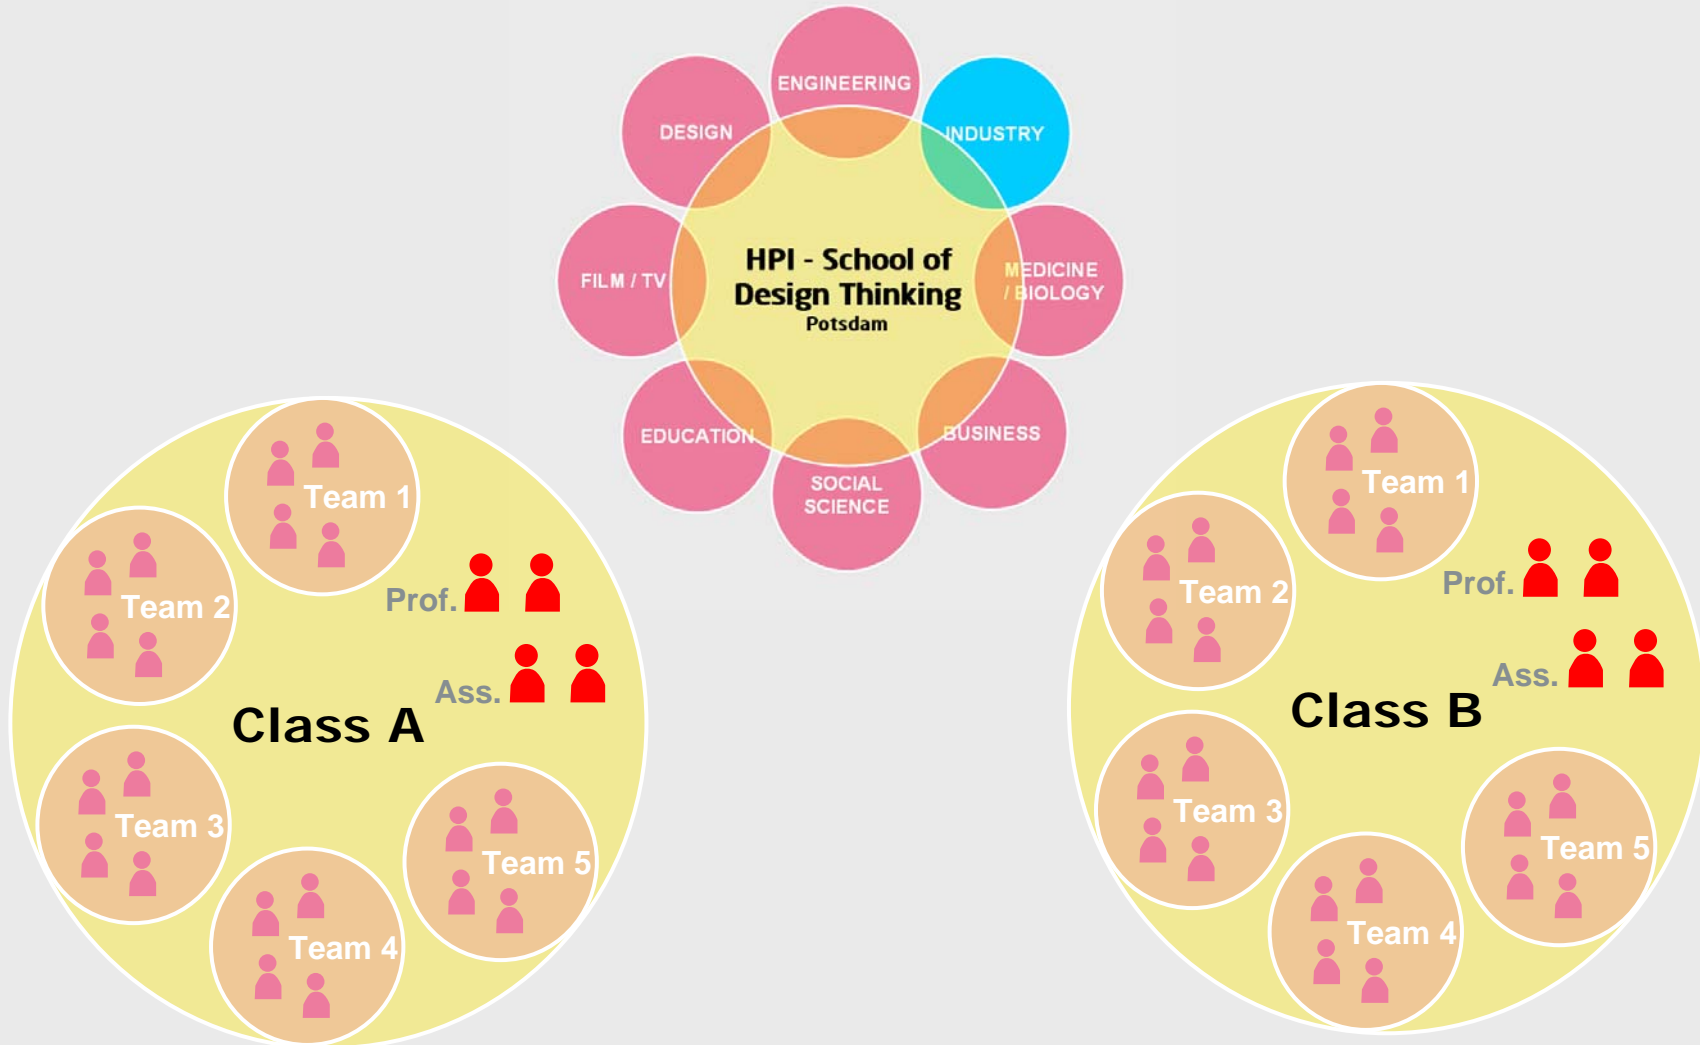 ENGINEERING
DESIGN
INDUSTRY
FILM / TV
HPI - School of
Design Thinking
Potsdam
MEDICINE
/ BIOLOGY
EDUCATION
BUSINESS
SOCIAL
SCIENCE
Team 1
Team 2
Prof.
Ass.
Class A
Team 3
Team 5
Team 4
Team 1
Team 2
Prof.
Ass.
Class B
Team 3
Team 5
Team 4